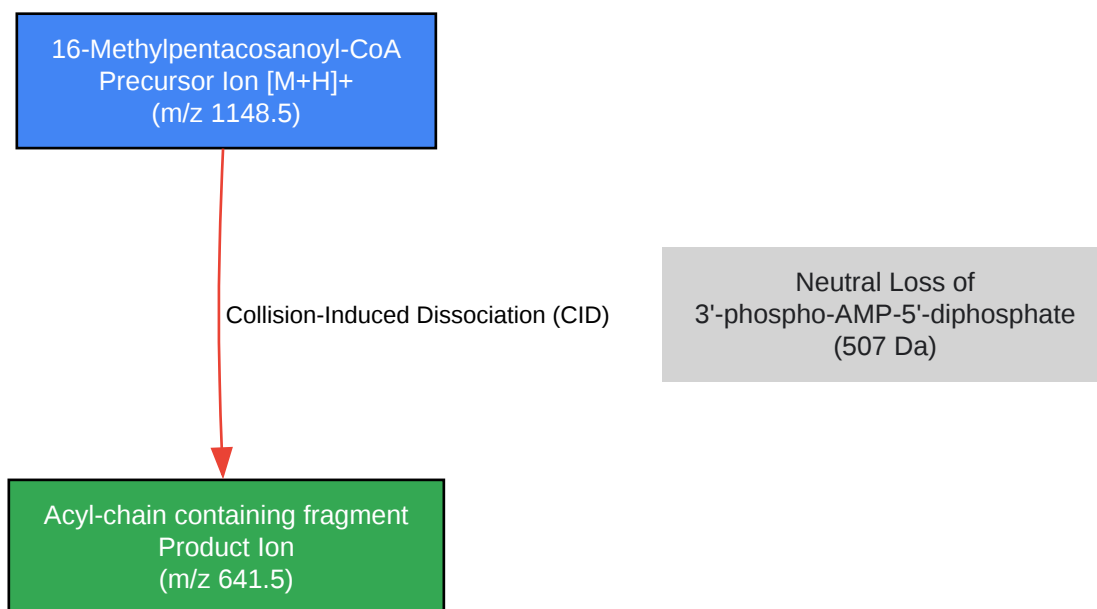 16-Methylpentacosanoyl-CoA
Precursor Ion [M+H]+
(m/z 1148.5)
Collision-Induced Dissociation (CID)
Neutral Loss of
3'-phospho-AMP-5'-diphosphate
(507 Da)
Acyl-chain containing fragment
Product Ion
(m/z 641.5)